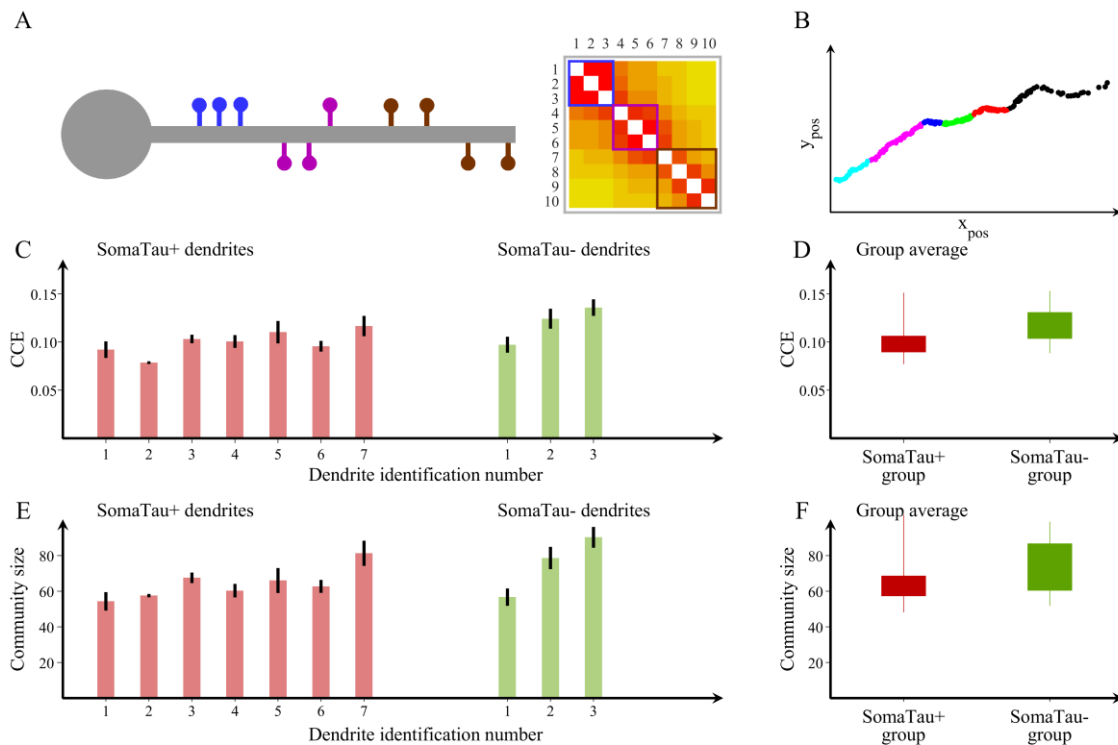 A
1 2 3 4 5 6 7 8 9 10
1
2
3
4
5
6
7
8
9
10
B
y_pos
x_pos
C
SomaTau+ dendrites
SomaTau- dendrites
CCE
0.15
0.10
0.05
1 2 3 4 5 6 7
1 2 3
Dendrite identification number
D
Group average
CCE
0.15
0.10
0.05
SomaTau+
group
SomaTau-
group
E
SomaTau+ dendrites
SomaTau- dendrites
Community size
80
60
40
20
1 2 3 4 5 6 7
1 2 3
Dendrite identification number
F
Group average
Community size
80
60
40
20
SomaTau+
group
SomaTau-
group